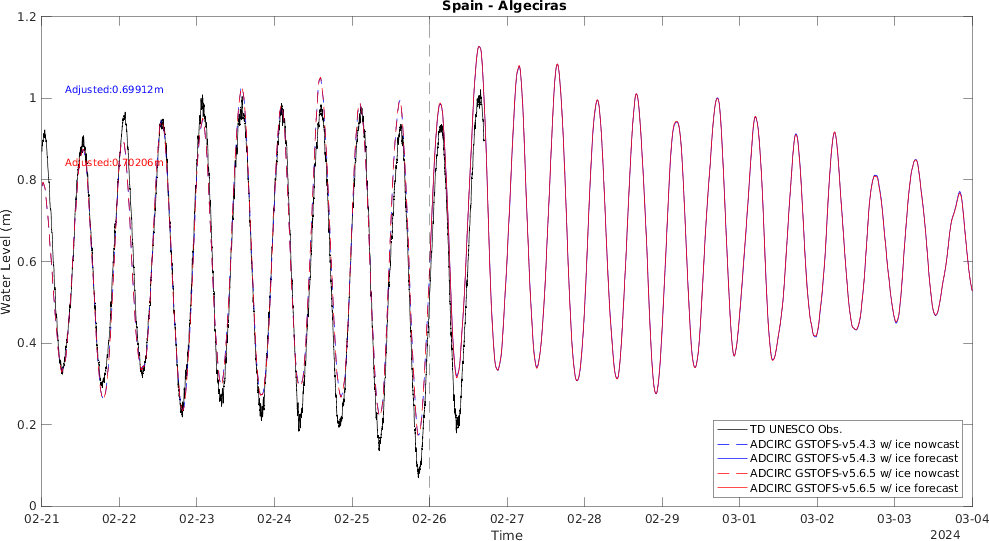 Spain - Algeciras
1.2
1
0.8
0.6
0.4
0.2
0
Water Level (m)
Adjusted:0.69912m
Adjusted:0.70206m
TD UNESCO Obs.
ADCIRC GSTOFS-v5.4.3 w/ ice nowcast
ADCIRC GSTOFS-v5.4.3 w/ ice forecast
ADCIRC GSTOFS-v5.6.5 w/ ice nowcast
ADCIRC GSTOFS-v5.6.5 w/ ice forecast
02-21 02-22 02-23 02-24 02-25 02-26 02-27 02-28 02-29 03-01 03-02 03-03 03-04
Time
2024